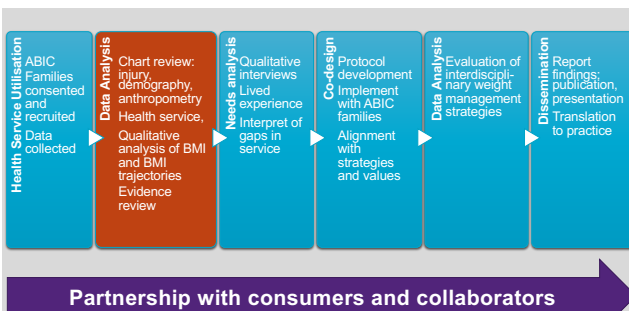 Health Service Utilisation
ABIC
Families
consented
and
recruited
Data
collected
Data Analysis
Chart review:
injury,
demography,
anthropometry
Health service,
Qualitative
analysis of BMI
and BMI
trajectories
Evidence
review
Needs analysis
Qualitative
interviews
Lived
experience
Interpret of
gaps in
service
Co-design
Protocol
development
Implement
with ABIC
families
Alignment
with
strategies
and values
Data Analysis
Evaluation of
interdiscipli-
nary weight
management
strategies
Dissemination
Report
findings;
publication,
presentation
Translation
to practice
Partnership with consumers and collaborators